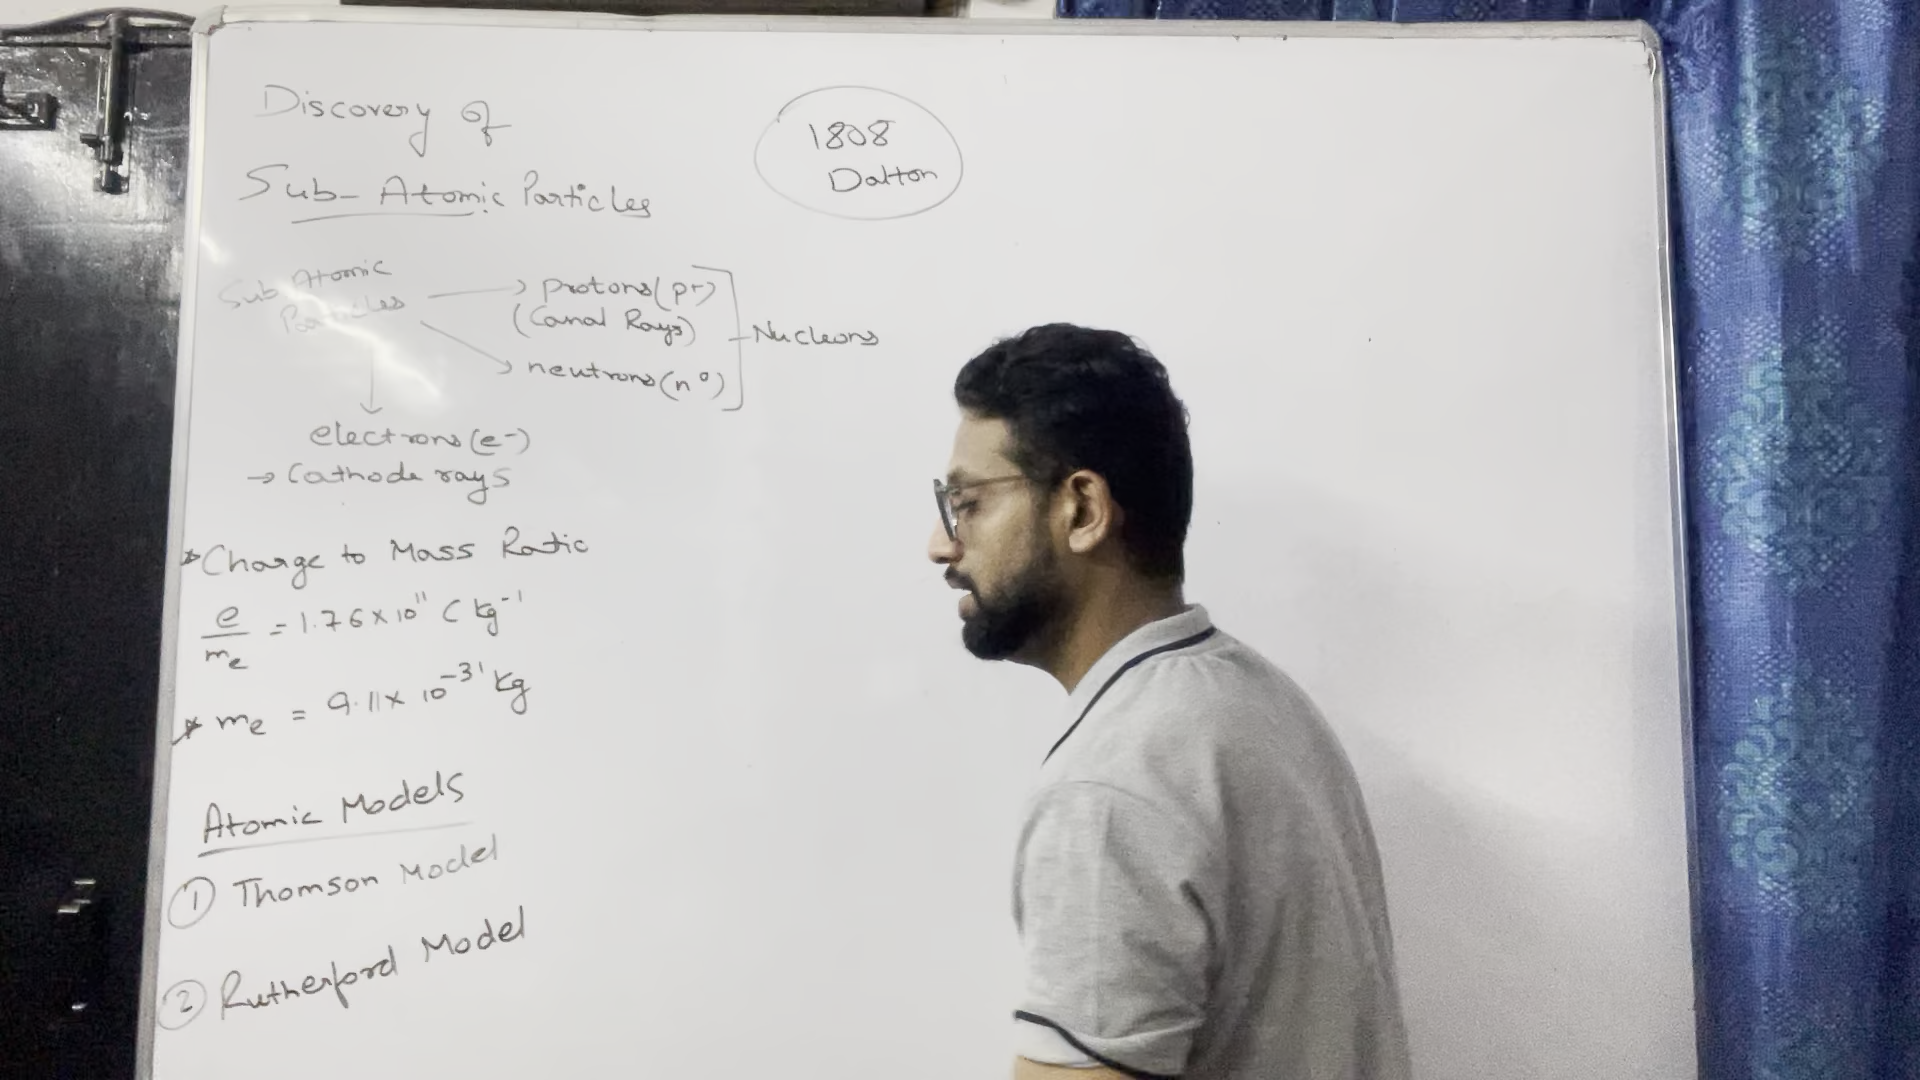 Discovery of
Sub-Atomic Particles
1808
Dalton
Sub Atomic
Particles
→ protons (p+)
(Canal Rays)
→ neutrons (n°)
Nucleons
electrons (e-)
→ Cathode rays
* Charge to Mass Ratio
e/me = 1.76 × 10¹¹ C kg⁻¹
* me = 9.11 × 10⁻³¹ kg
Atomic Models
① Thomson Model
② Rutherford Model